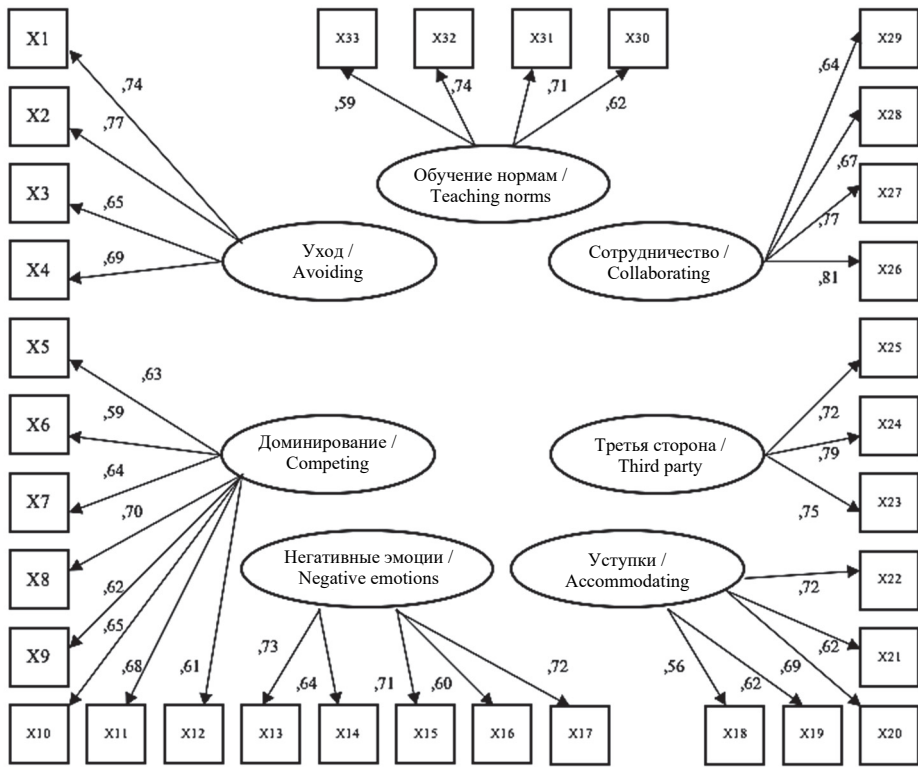 X1
X33
X32
X31
X30
X29
,74
,59
,74
,71
,62
,64
X2
,77
X28
,67
Обучение нормам /
Teaching norms
X3
,65
X27
,77
Уход /
Avoiding
Сотрудничество /
Collaborating
X4
,69
X26
,81
X5
,63
X25
,72
X6
,59
X24
,79
Доминирование /
Competing
Третья сторона /
Third party
X7
,64
X23
,75
,70
X8
Негативные эмоции /
Negative emotions
Уступки /
Accommodating
X22
,72
,62
X9
,65
,68
,61
,73
,64
,71
,60
,72
,56
,62
,69
,62
X21
X10
X11
X12
X13
X14
X15
X16
X17
X18
X19
X20